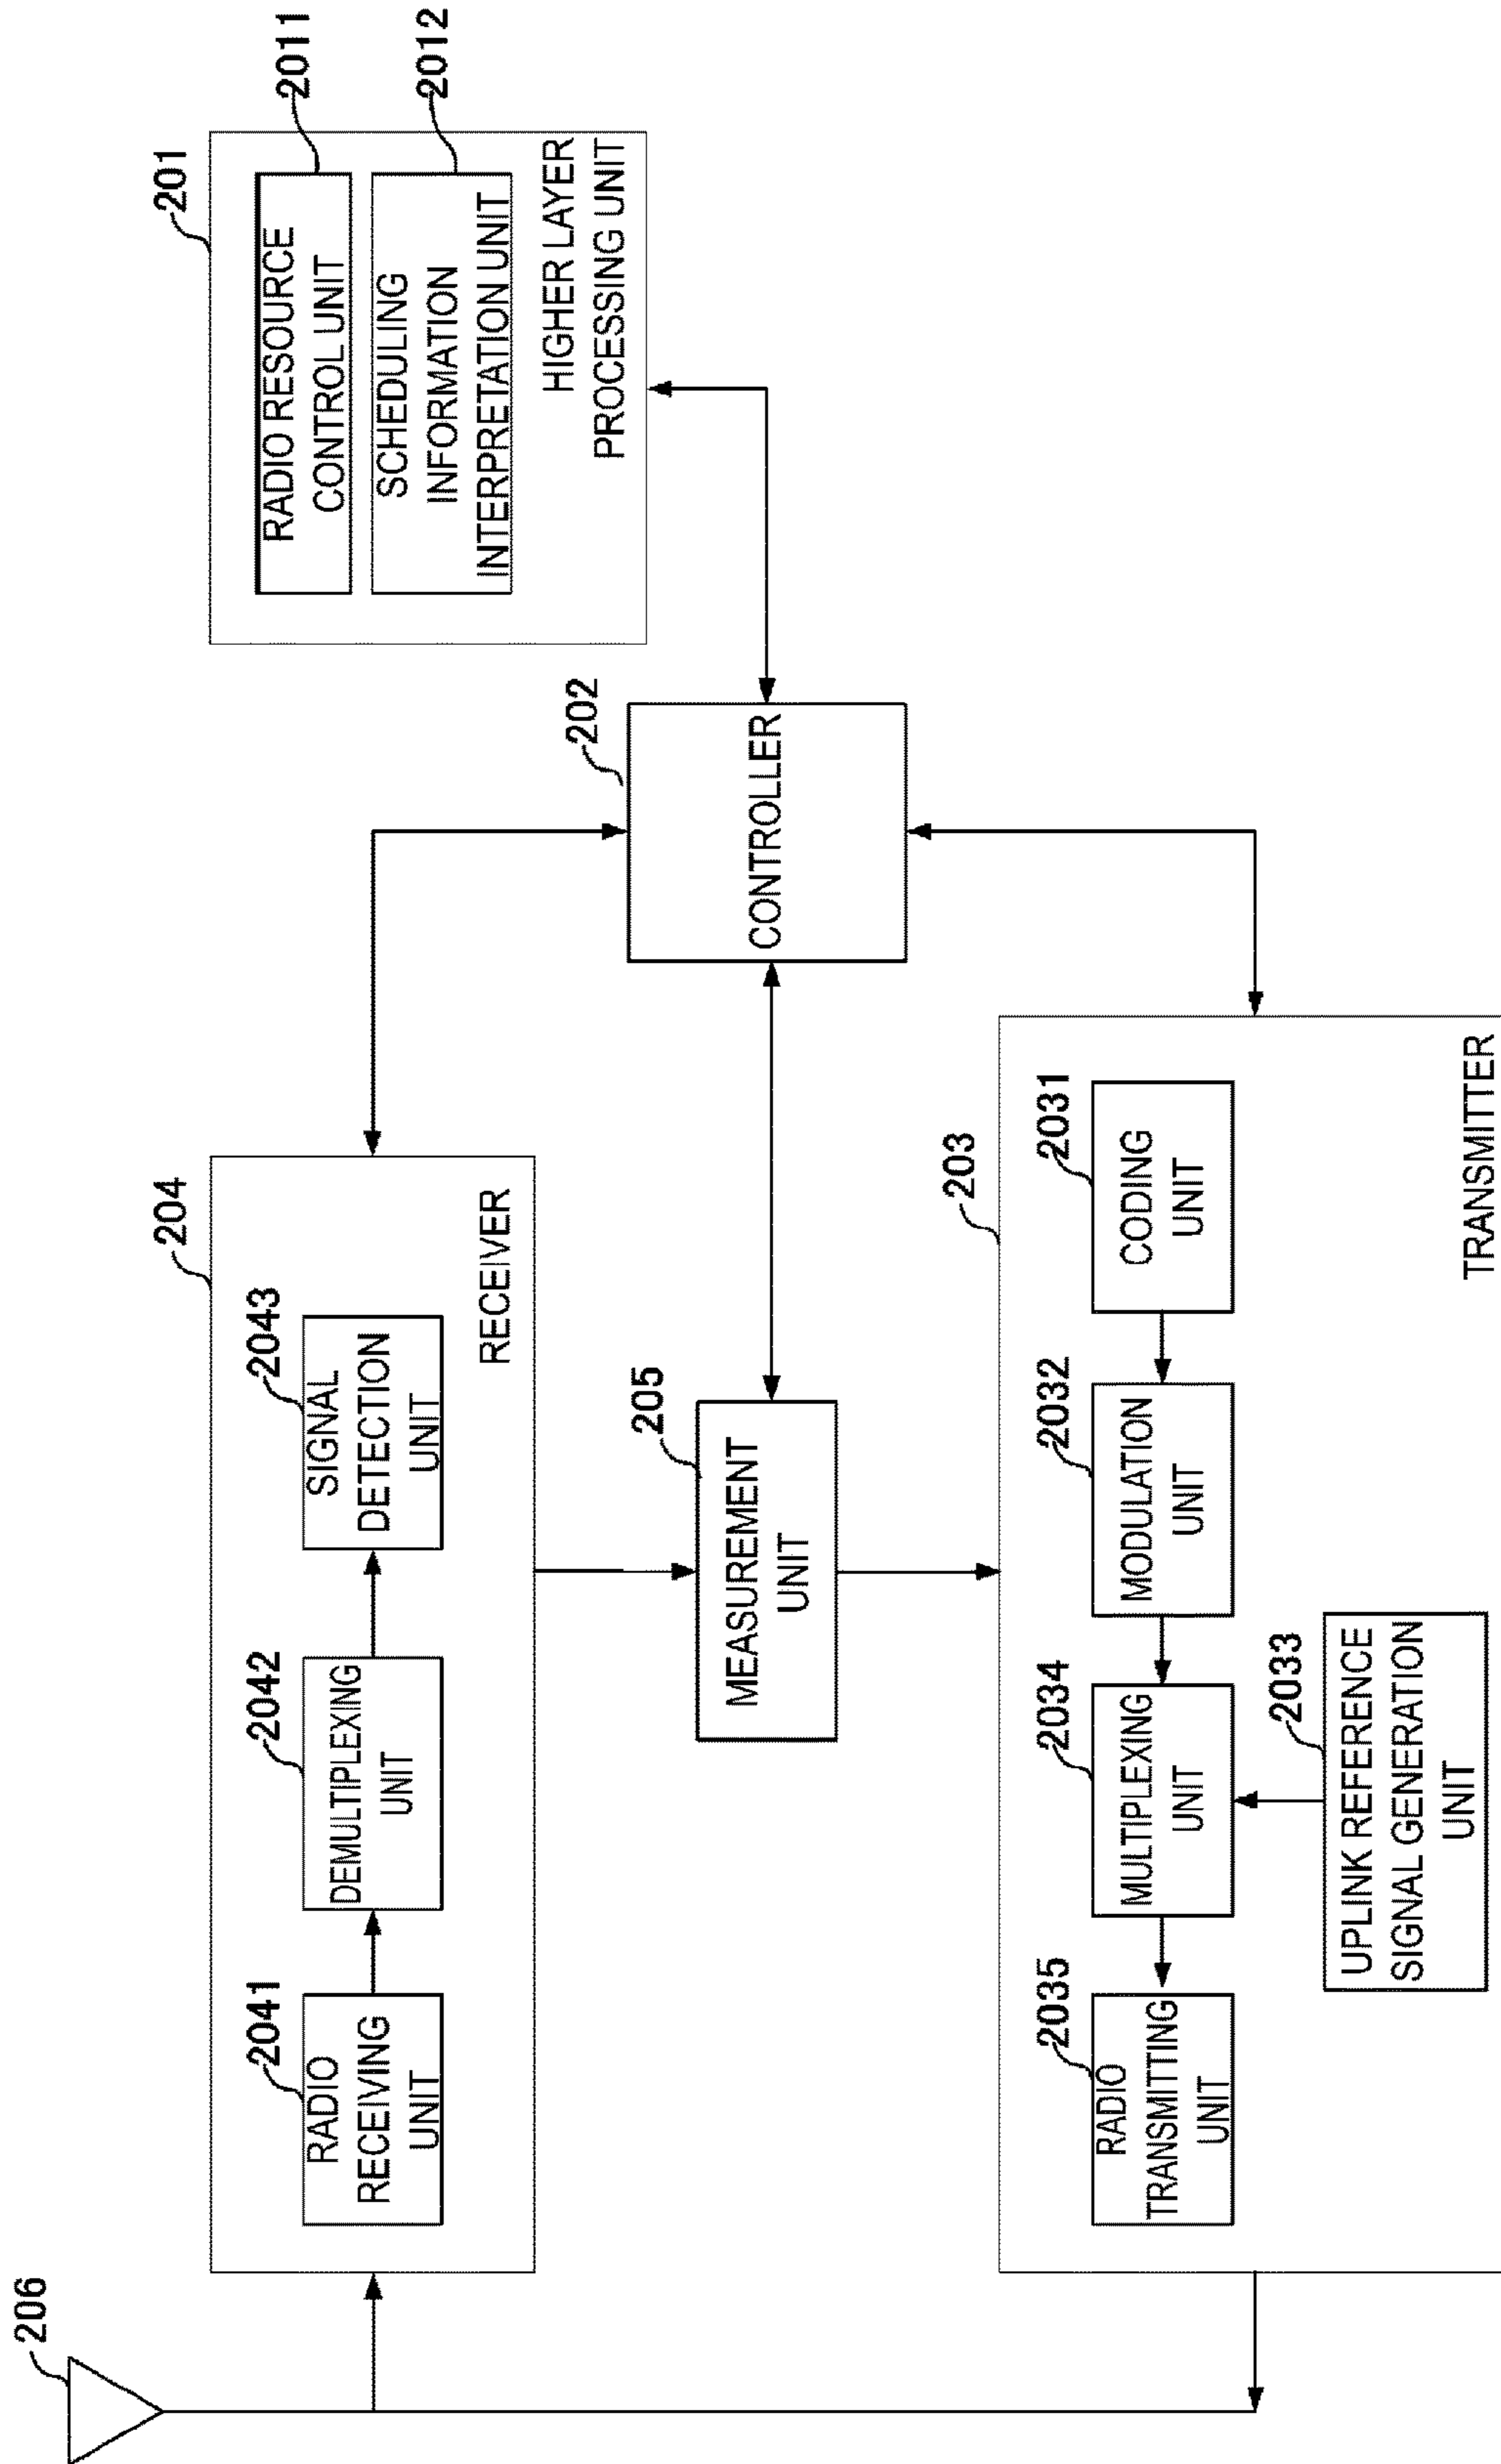 206
204
2041
RADIO
RECEIVING
UNIT
2042
DEMULTIPLEXING
UNIT
2043
SIGNAL
DETECTION
UNIT
RECEIVER
201
RADIO RESOURCE
CONTROL UNIT
2011
SCHEDULING
INFORMATION
INTERPRETATION UNIT
2012
HIGHER LAYER
PROCESSING UNIT
205
MEASUREMENT
UNIT
202
CONTROLLER
203
2035
RADIO
TRANSMITTING
UNIT
2034
MULTIPLEXING
UNIT
2032
MODULATION
UNIT
2031
CODING
UNIT
2033
UPLINK REFERENCE
SIGNAL GENERATION
UNIT
TRANSMITTER